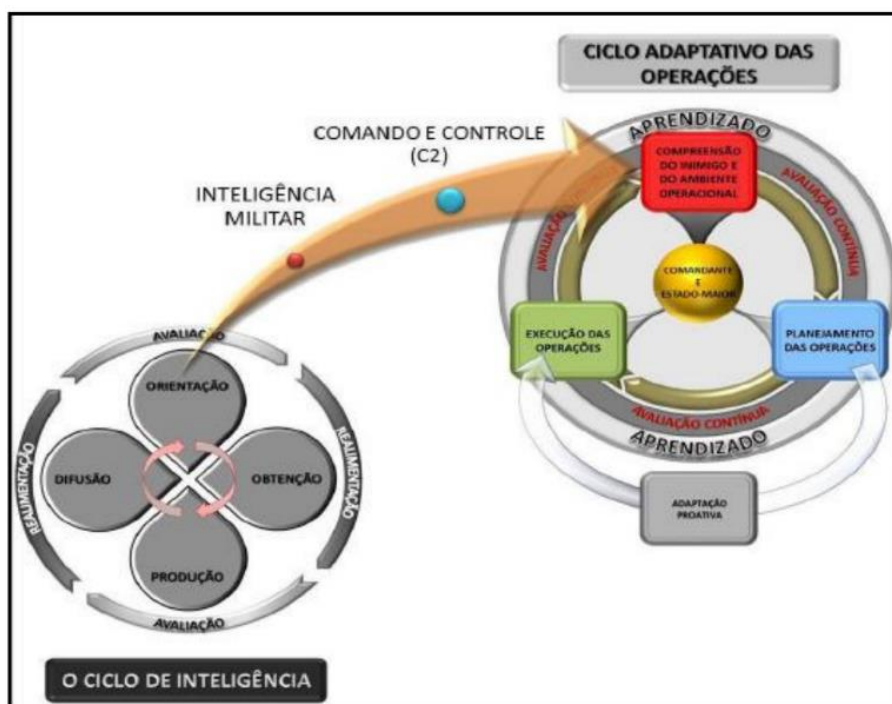 CICLO ADAPTATIVO DAS
OPERAÇÕES
APRENDIZADO
COMPREENSÃO
DO INIMIGO E
DO AMBIENTE
OPERACIONAL
COMANDO E CONTROLE
(C2)
INTELIGÊNCIA
MILITAR
AVALIAÇÃO CONTÍNUA
AVALIAÇÃO CONTÍNUA
COMANDANTE
E
ESTADO-MAIOR
EXECUÇÃO DAS
OPERAÇÕES
PLANEJAMENTO
DAS OPERAÇÕES
AVALIAÇÃO CONTÍNUA
APRENDIZADO
ADAPTAÇÃO
PROATIVA
AVALIAÇÃO
ORIENTAÇÃO
REALIMENTAÇÃO
DIFUSÃO
OBTENÇÃO
REALIMENTAÇÃO
PRODUÇÃO
AVALIAÇÃO
O CICLO DE INTELIGÊNCIA